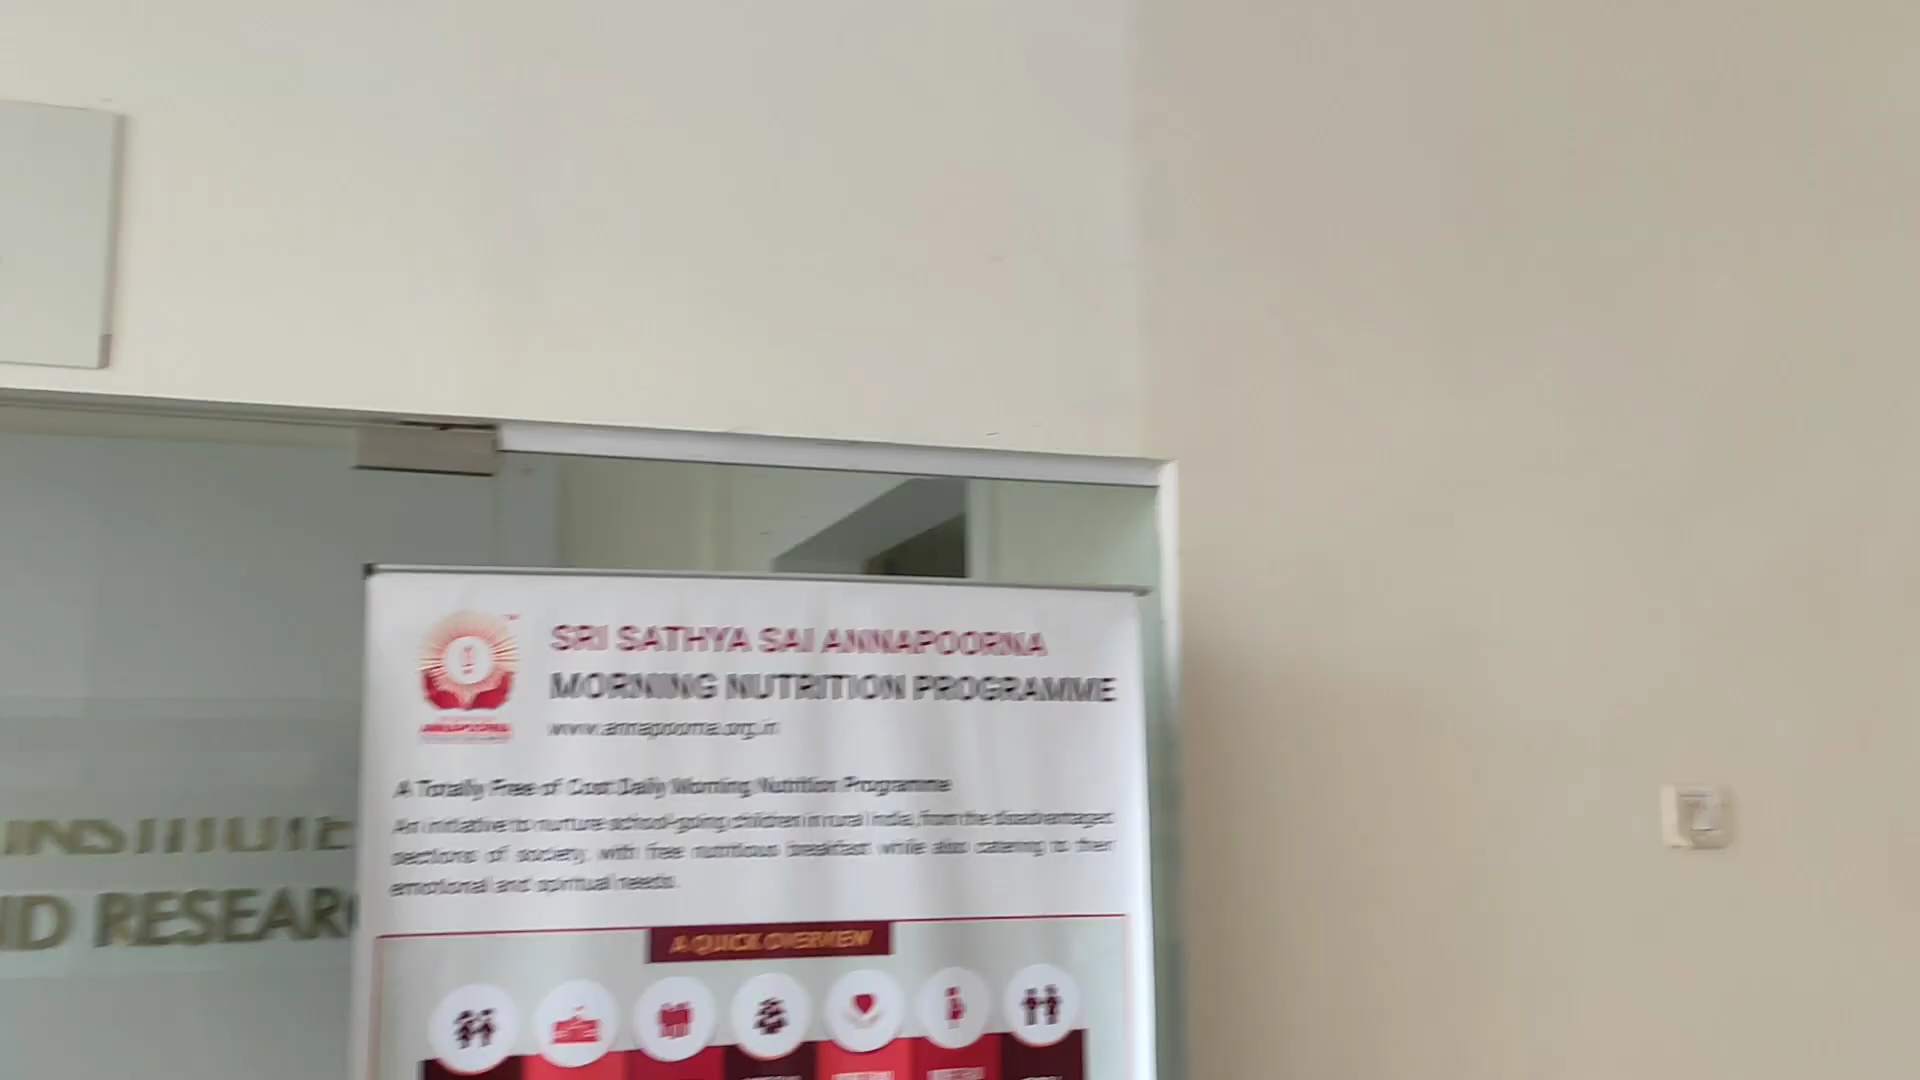 SRI SATHYA SAI ANNAPOORNA
MORNING NUTRITION PROGRAMME
www.annapoorna.org.in
ANNAPOORNA
A Totally Free of Cost Daily Morning Nutrition Programme
An initiative to nurture school-going children in rural India, from the disadvantaged
sections of society, with free nutritious breakfast while also catering to their
emotional and spiritual needs.
INSTITUTE
ND RESEAR
A QUICK OVERVIEW